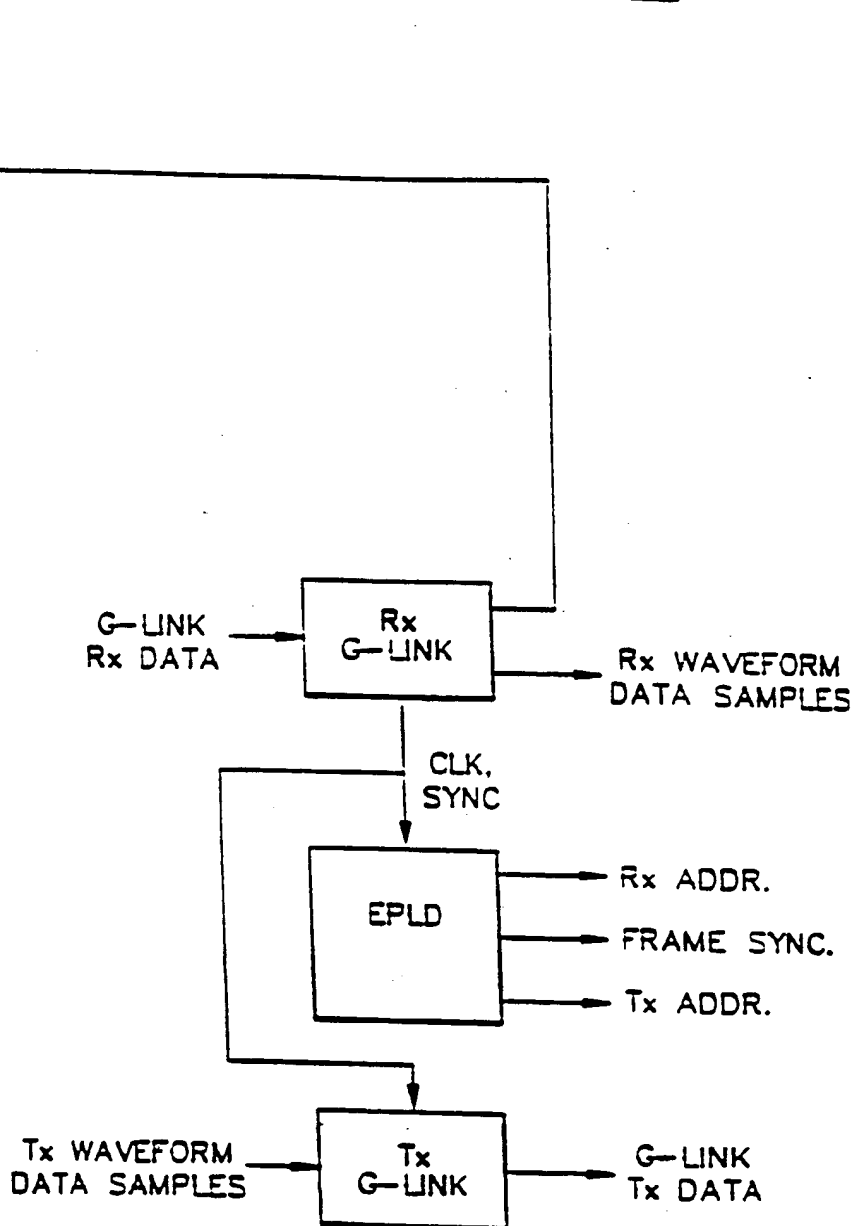 G-LINK
Rx DATA
Rx
G-LINK
Rx WAVEFORM
DATA SAMPLES
CLK,
SYNC
EPLD
Rx ADDR.
FRAME SYNC.
Tx ADDR.
Tx WAVEFORM
DATA SAMPLES
Tx
G-LINK
G-LINK
Tx DATA